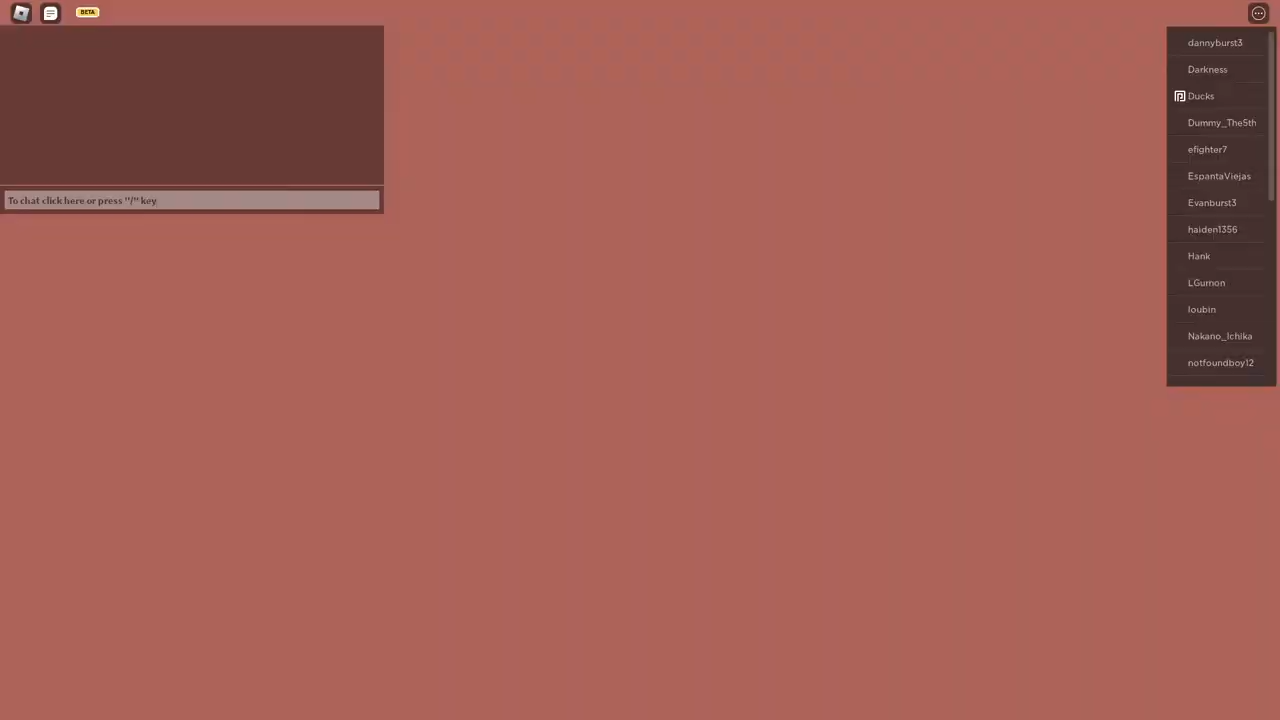 BETA
To chat click here or press "/" key
dannyburst3
Darkness
Ducks
Dummy_The5th
efighter7
EspantaViejas
Evanburst3
haiden1356
Hank
LGurnon
loubin
Nakano_Ichika
notfoundboy12